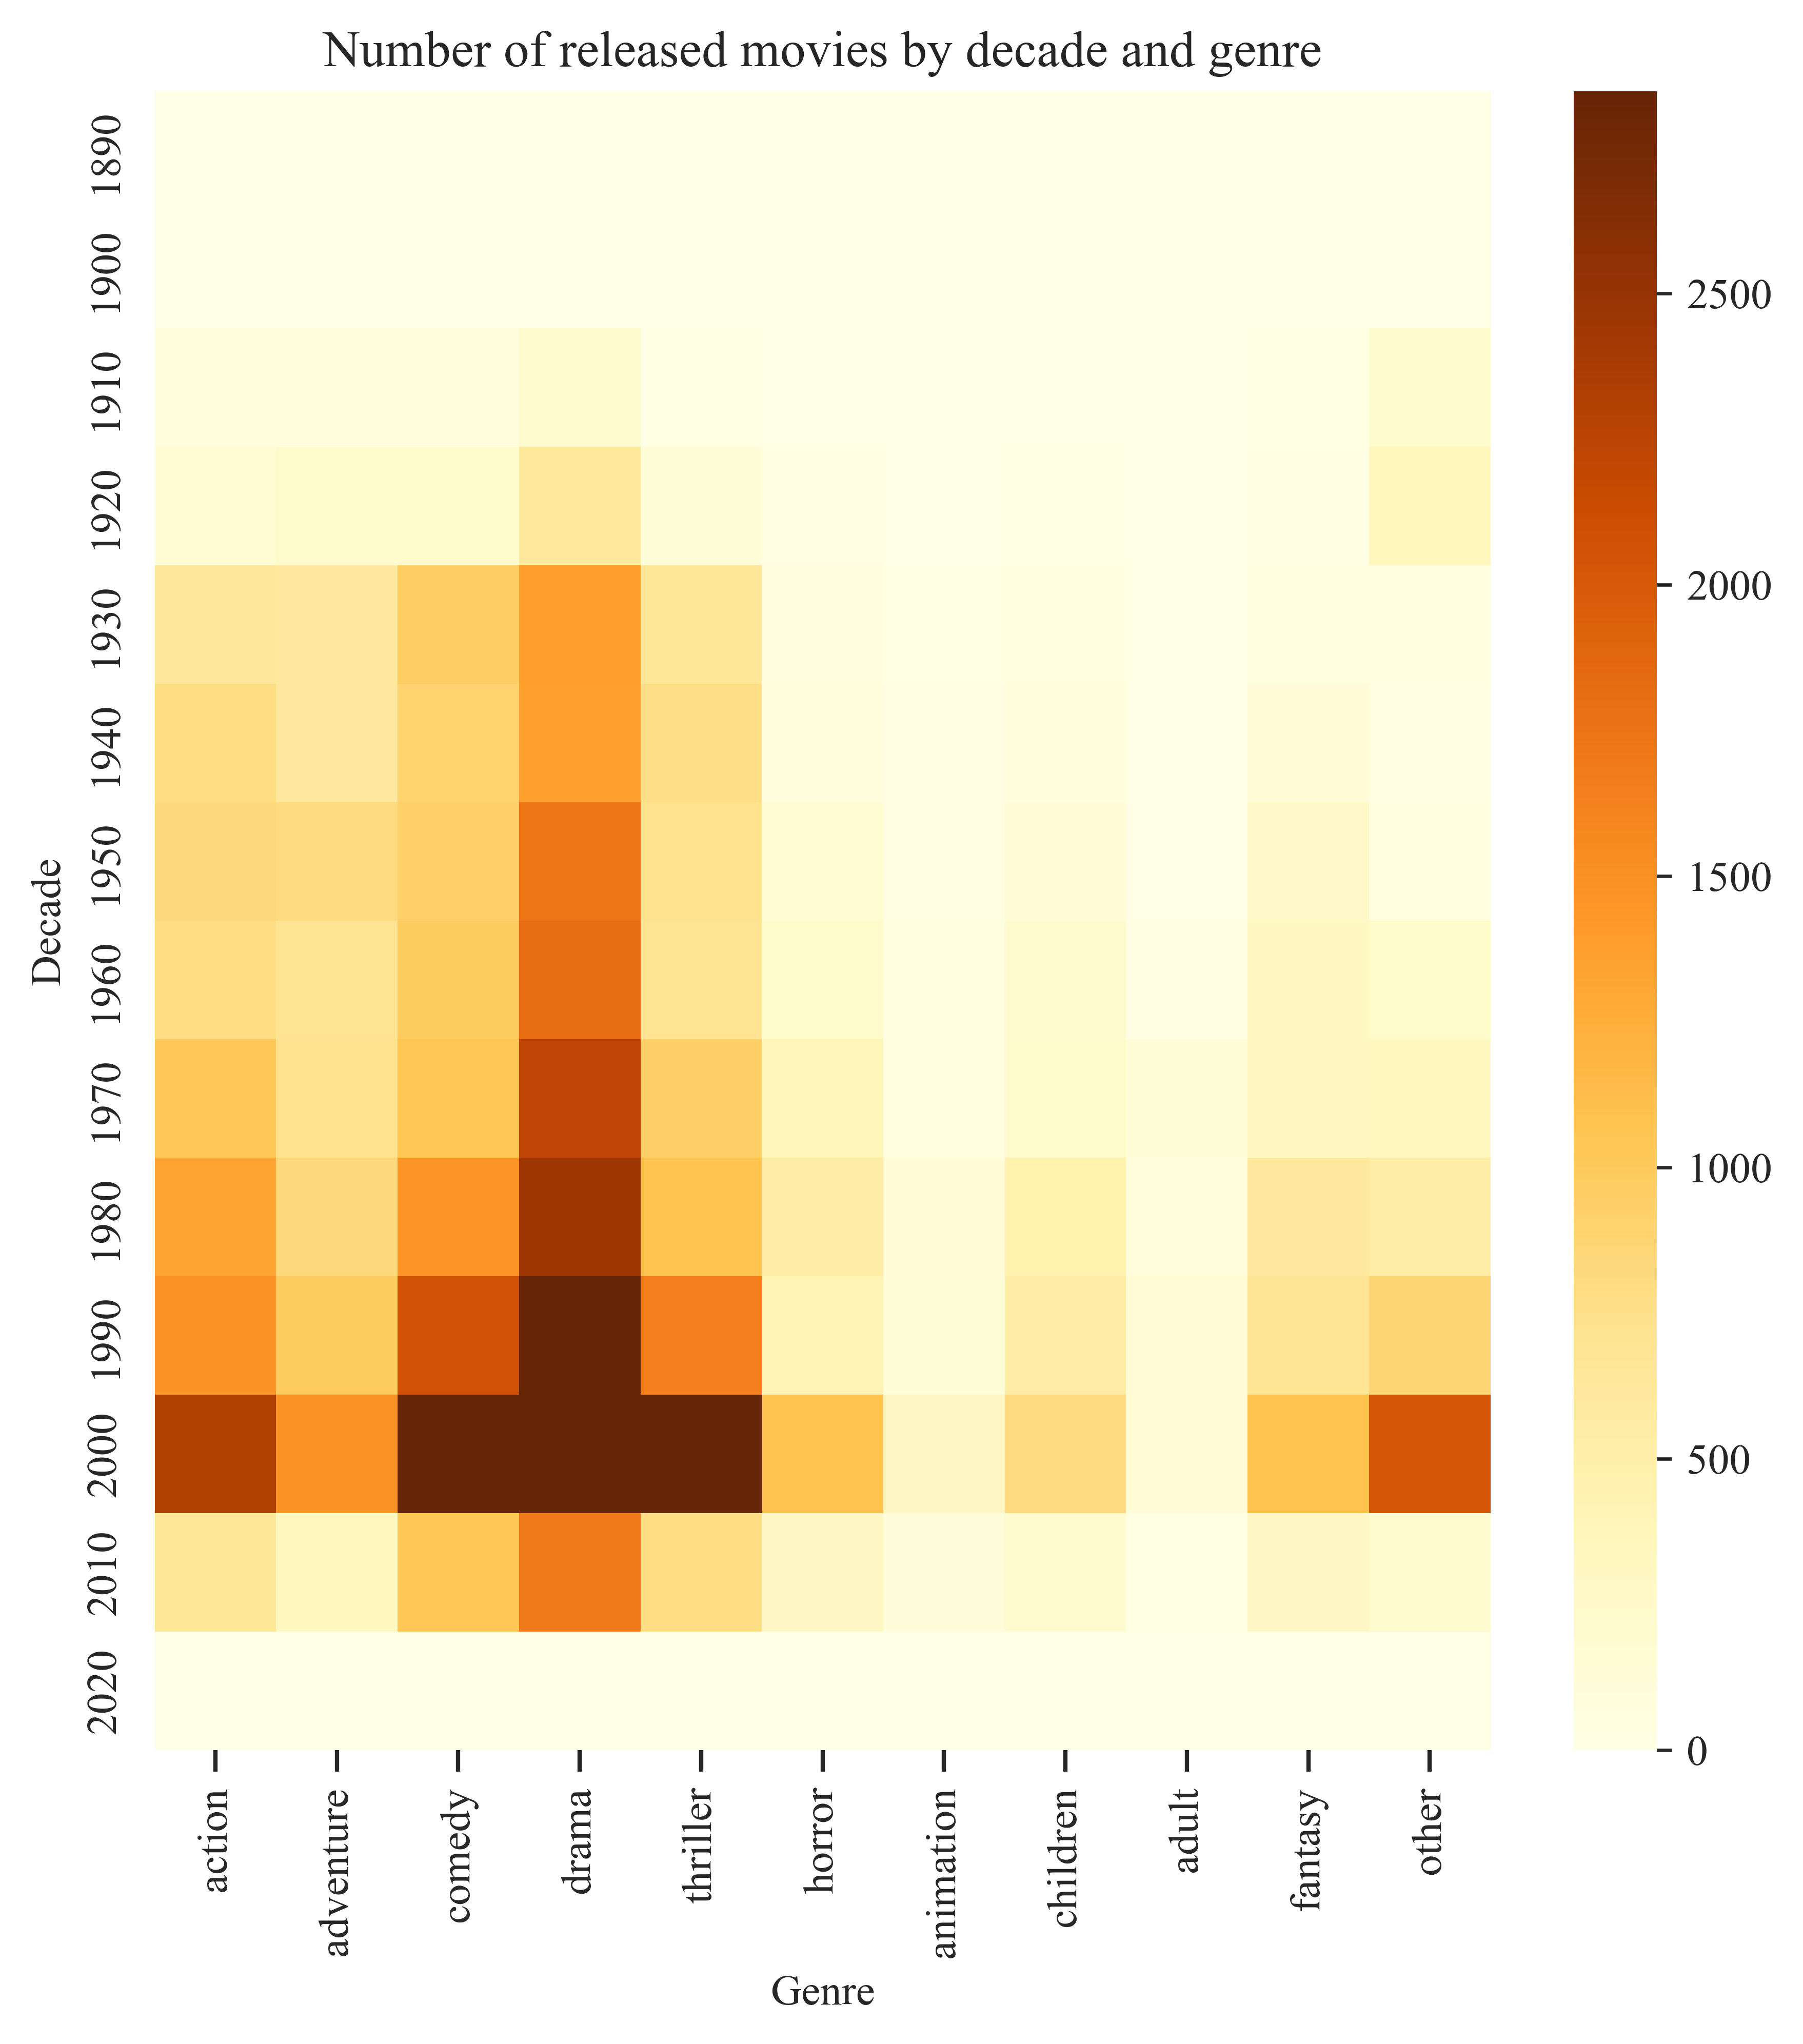 Number of released movies by decade and genre
Decade
1890
1900
1910
1920
1930
1940
1950
1960
1970
1980
1990
2000
2010
2020
action
adventure
comedy
drama
thriller
horror
animation
children
adult
fantasy
other
Genre
2500
2000
1500
1000
500
0